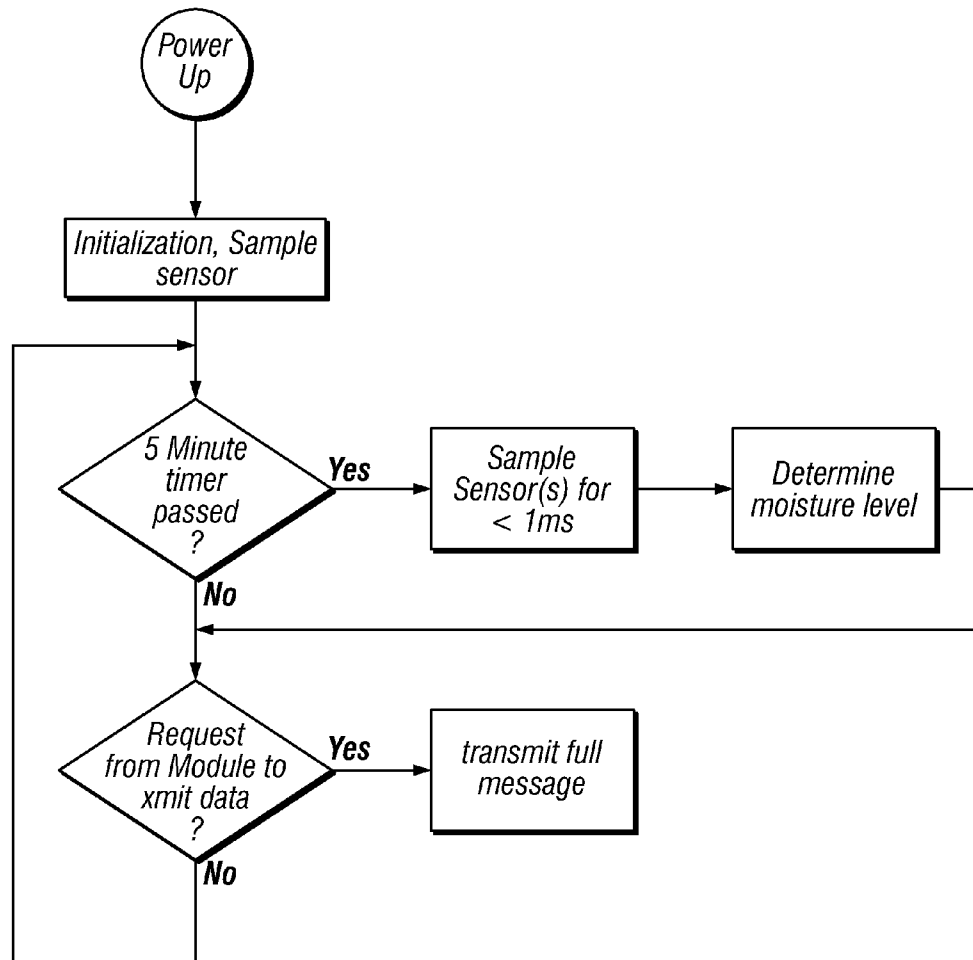 Power
Up
Initialization, Sample
sensor
5 Minute
timer
passed
?
Yes
Sample
Sensor(s) for
< 1ms
Determine
moisture level
No
Request
from Module to
xmit data
?
Yes
transmit full
message
No